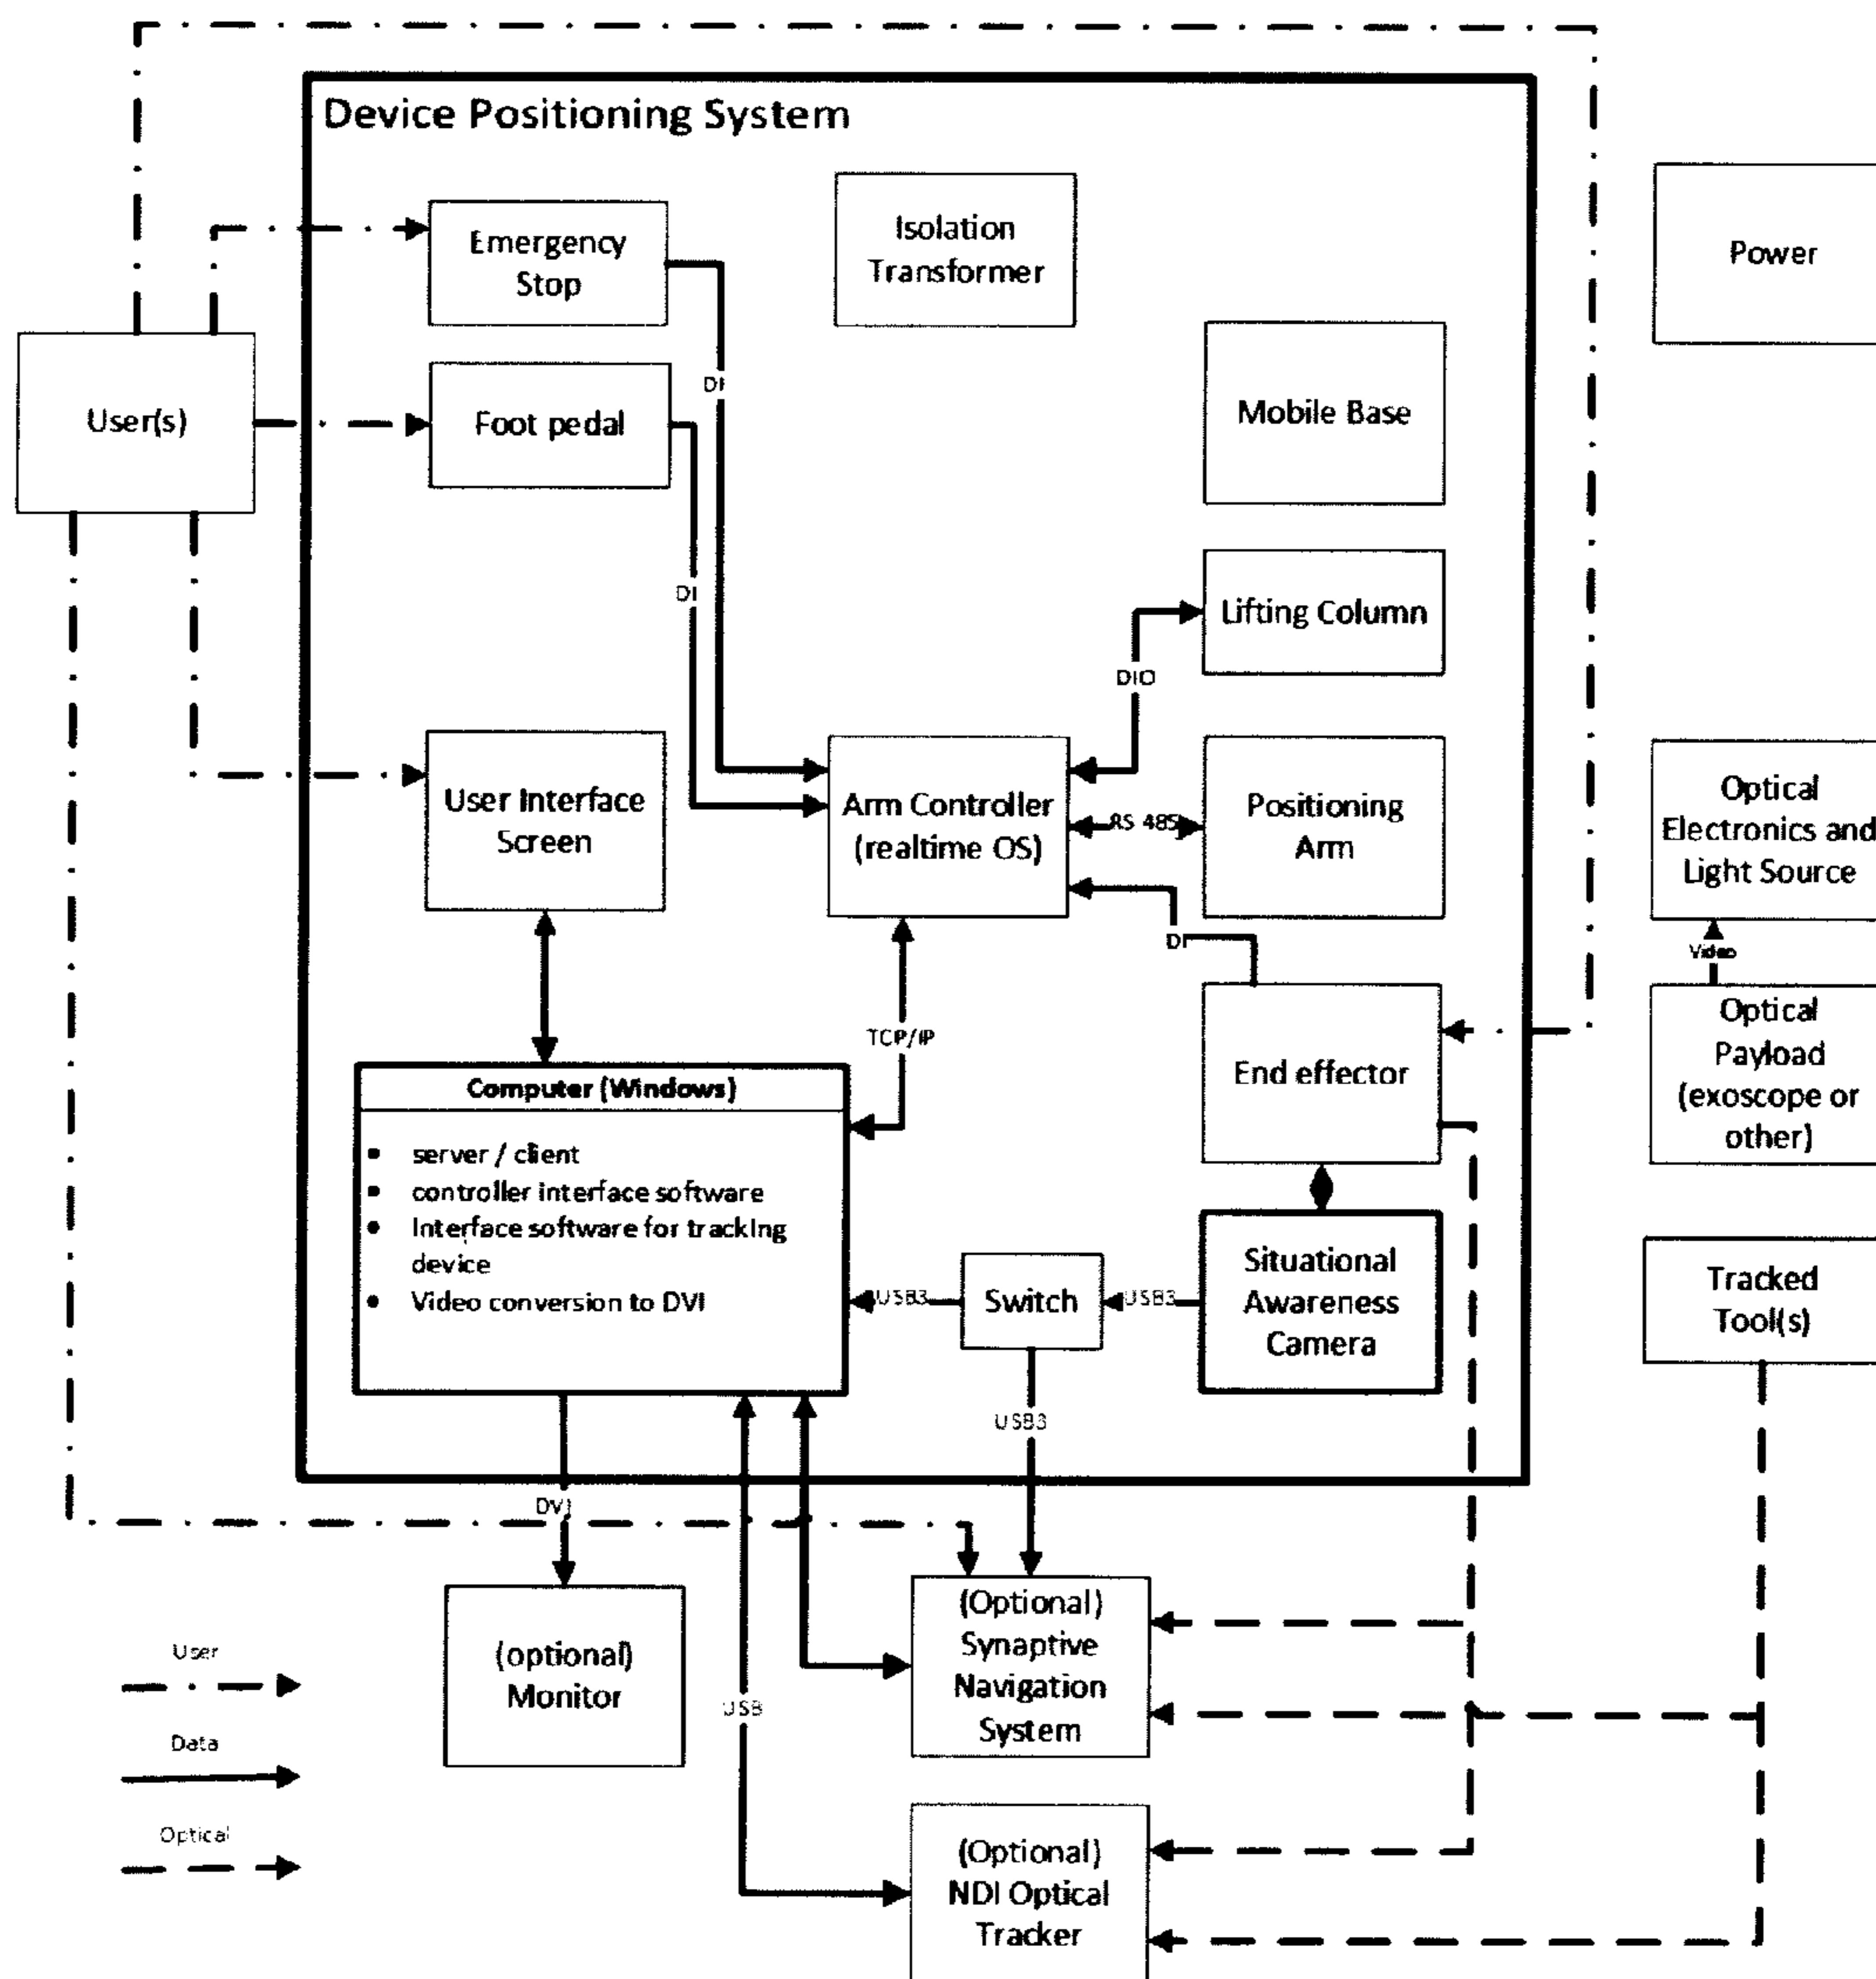 Device Positioning System
Emergency
Stop
Isolation
Transformer
Power
User(s)
Foot pedal
DI
Mobile Base
DI
Lifting Column
DIO
User Interface
Screen
Arm Controller
(realtime OS)
RS 485
Positioning
Arm
Optical
Electronics and
Light Source
DI
Video
TCP/IP
End effector
Optical
Payload
(exoscope or
other)
Computer (Windows)
server / client
controller interface software
Interface software for tracking
device
Video conversion to DVI
USB3
Switch
USB3
Situational
Awareness
Camera
Tracked
Tool(s)
USB3
DVI
(optional)
Monitor
(Optional)
Synaptive
Navigation
System
USB
(Optional)
NDI Optical
Tracker
User
Data
Optical